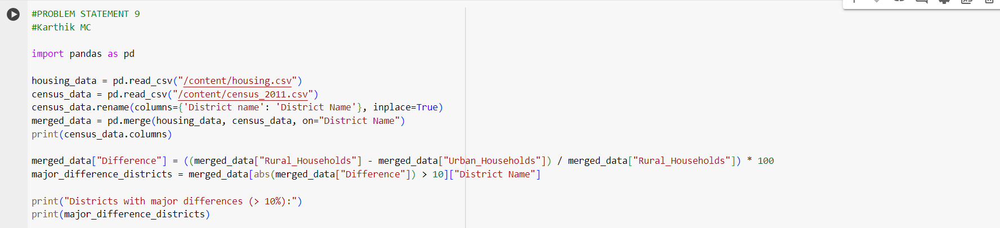 #PROBLEM STATEMENT 9
#Karthik MC
import pandas as pd
housing_data = pd.read_csv("/content/housing.csv")
census_data = pd.read_csv("/content/census_2011.csv")
census_data.rename(columns={'District name': 'District Name'}, inplace=True)
merged_data = pd.merge(housing_data, census_data, on="District Name")
print(census_data.columns)
merged_data["Difference"] = ((merged_data["Rural_Households"] - merged_data["Urban_Households"]) / merged_data["Rural_Households"]) * 100
major_difference_districts = merged_data[abs(merged_data["Difference"]) > 10]["District Name"]
print("Districts with major differences (> 10%):")
print(major_difference_districts)